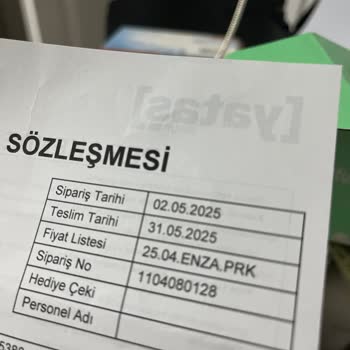 [yataş]
SÖZLEŞMESİ
Sipariş Tarihi 02.05.2025
Teslim Tarihi 31.05.2025
Fiyat Listesi 25.04.ENZA.PRK
Sipariş No 1104080128
Hediye Çeki
Personel Adı